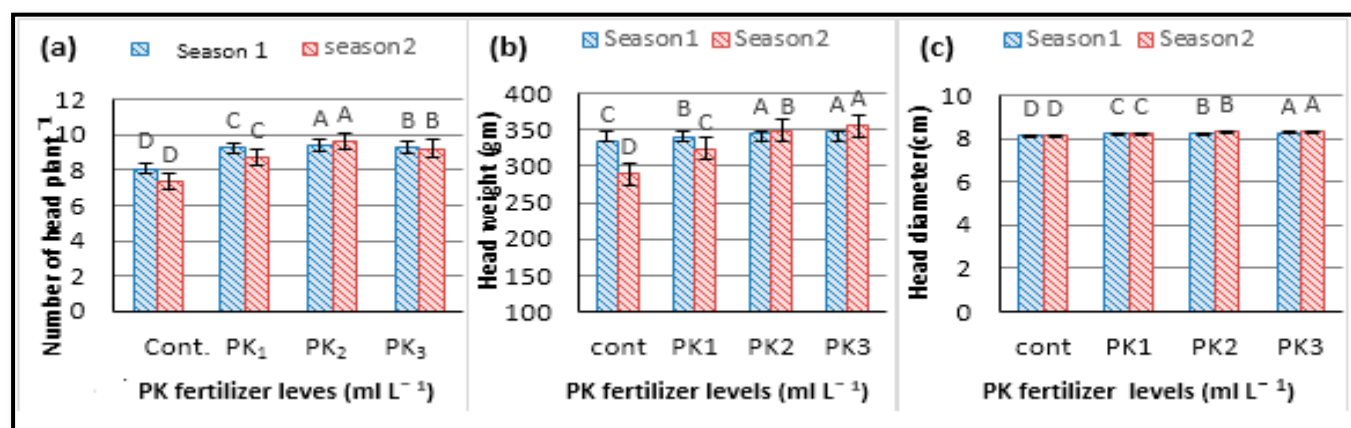 (a)
Season 1
season2
Number of head plant⁻¹
12
10
8
6
4
2
0
D D C C A A B B
Cont. PK₁ PK₂ PK₃
PK fertilizer leves (ml L⁻¹)
(b)
Season1
Season2
Head weight (gm)
400
350
300
250
200
150
100
C D B C A B A A
cont PK1 PK2 PK3
PK fertilizer levels (ml L⁻¹)
(c)
Season1
Season2
Head diameter(cm)
10
8
6
4
2
0
D D C C B B A A
cont PK1 PK2 PK3
PK fertilizer levels (ml L⁻¹)